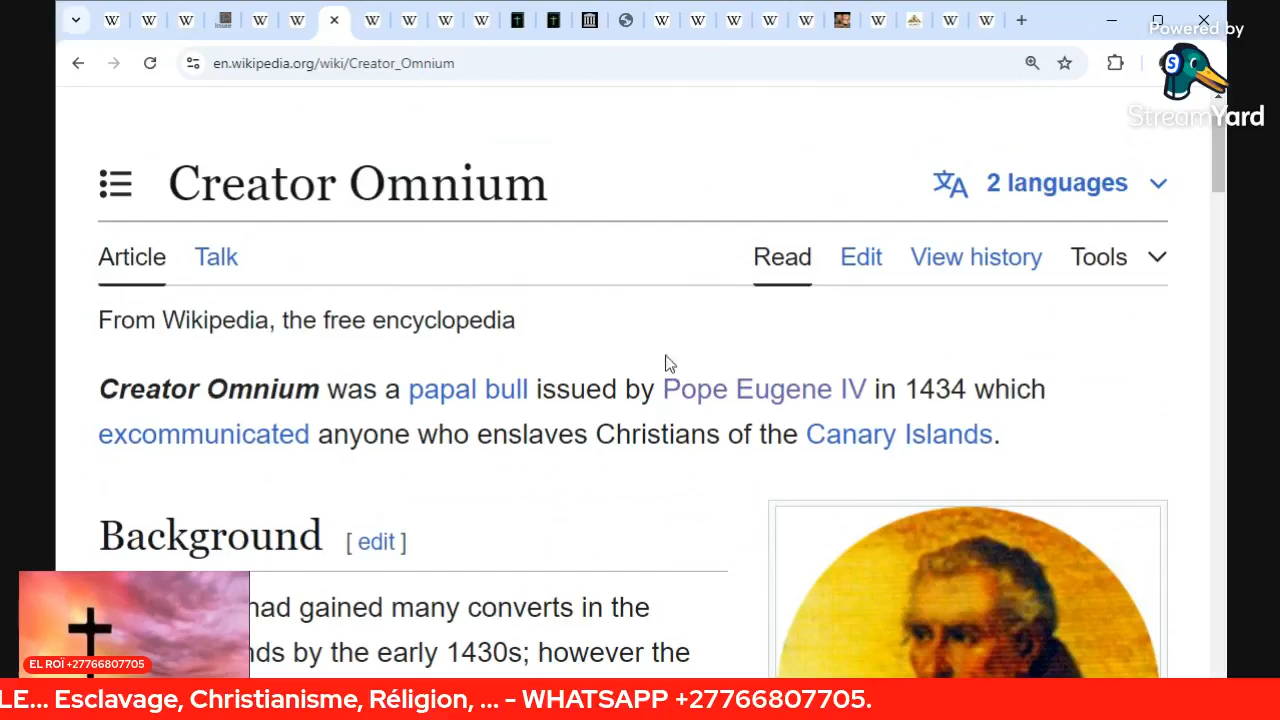 Powered by
StreamYard
en.wikipedia.org/wiki/Creator_Omnium
Creator Omnium
2 languages
Article Talk Read Edit View history Tools
From Wikipedia, the free encyclopedia
Creator Omnium was a papal bull issued by Pope Eugene IV in 1434 which
excommunicated anyone who enslaves Christians of the Canary Islands.
Background [ edit ]
had gained many converts in the
nds by the early 1430s; however the
EL ROÏ +27766807705
LE... Esclavage, Christianisme, Réligion, ... - WHATSAPP +27766807705.